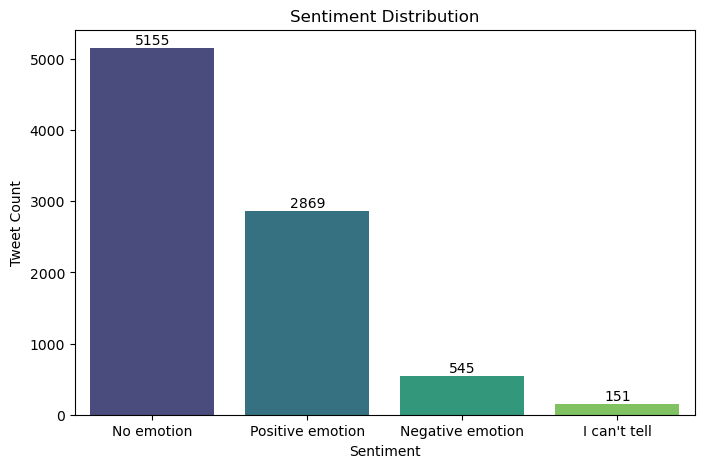 Sentiment Distribution
5155
2869
545
151
5000
4000
3000
2000
1000
0
Tweet Count
No emotion
Positive emotion
Negative emotion
I can't tell
Sentiment